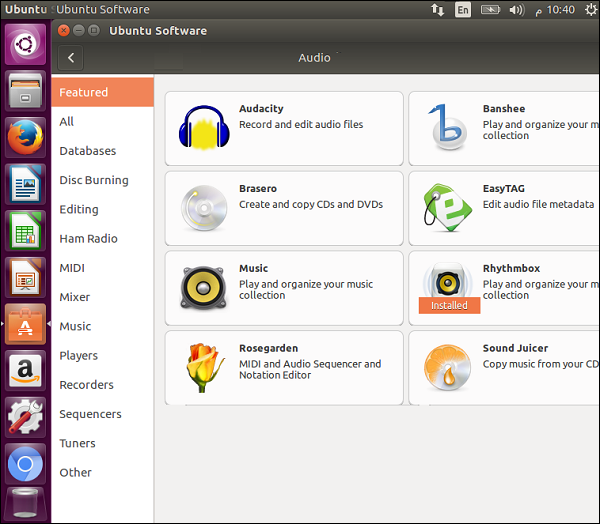 Ubuntu Ubuntu Software
En
م 10:40
Ubuntu Software
Audio
Featured
All
Databases
Disc Burning
Editing
Ham Radio
MIDI
Mixer
Music
Players
Recorders
Sequencers
Tuners
Other
Audacity
Record and edit audio files
Banshee
Play and organize your m
collection
Brasero
Create and copy CDs and DVDs
EasyTAG
Edit audio file metadata
Music
Play and organize your music
collection
Rhythmbox
Play and organize your m
collection
Installed
Rosegarden
MIDI and Audio Sequencer and
Notation Editor
Sound Juicer
Copy music from your CD